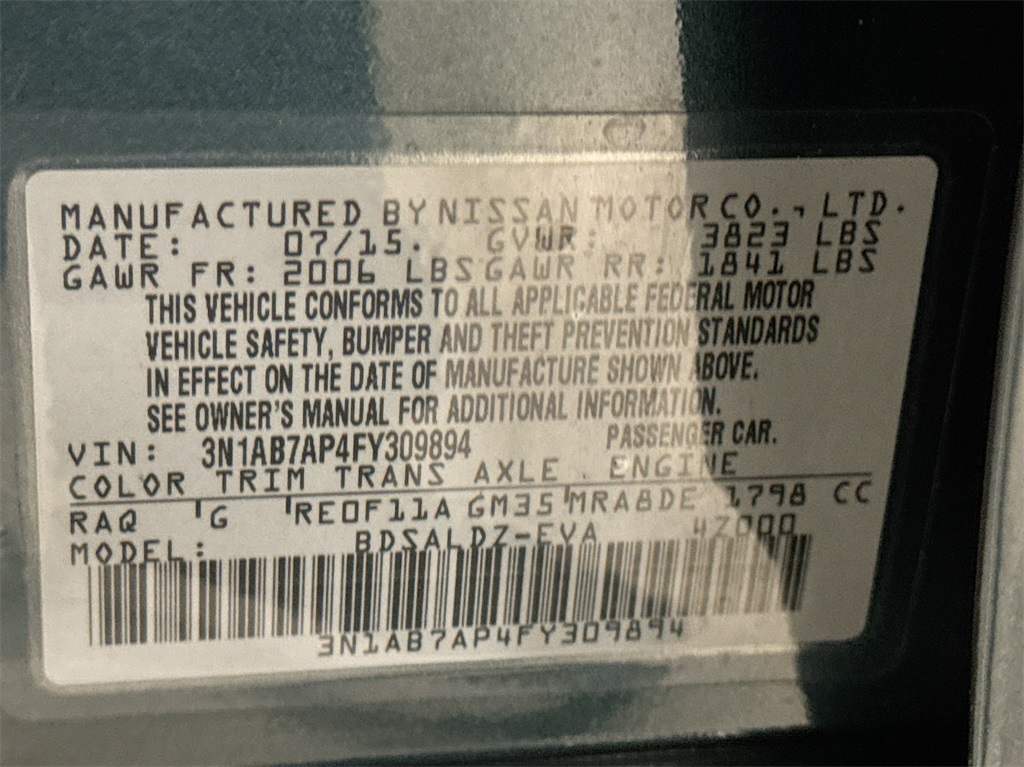 MANUFACTURED BY NISSAN MOTOR CO., LTD.
DATE: 07/15. GVWR: 3823 LBS
GAWR FR: 2006 LBS GAWR RR: 1841 LBS
THIS VEHICLE CONFORMS TO ALL APPLICABLE FEDERAL MOTOR
VEHICLE SAFETY, BUMPER AND THEFT PREVENTION STANDARDS
IN EFFECT ON THE DATE OF MANUFACTURE SHOWN ABOVE.
SEE OWNER'S MANUAL FOR ADDITIONAL INFORMATION.
VIN: 3N1AB7AP4FY309894 PASSENGER CAR.
COLOR TRIM TRANS AXLE ENGINE
RAQ G RE0F11A GM35 MRA8DE 1798 CC
MODEL: BDSALDZ-EVA 4Z000
3N1AB7AP4FY309894